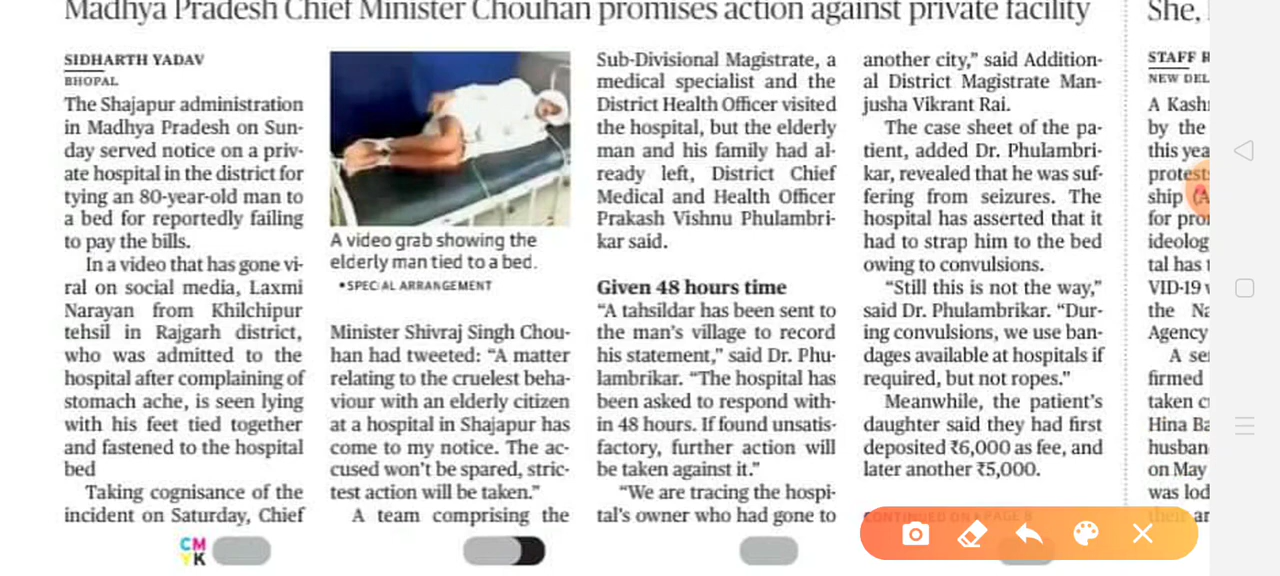 Madhya Pradesh Chief Minister Chouhan promises action against private facility
SIDHARTH YADAV
BHOPAL
The Shajapur administration
in Madhya Pradesh on Sun-
day served notice on a priv-
ate hospital in the district for
tying an 80-year-old man to
a bed for reportedly failing
to pay the bills.
In a video that has gone vi-
ral on social media, Laxmi
Narayan from Khilchipur
tehsil in Rajgarh district,
who was admitted to the
hospital after complaining of
stomach ache, is seen lying
with his feet tied together
and fastened to the hospital
bed
Taking cognisance of the
incident on Saturday, Chief
A video grab showing the
elderly man tied to a bed.
•SPECIAL ARRANGEMENT
Minister Shivraj Singh Chou-
han had tweeted: “A matter
relating to the cruelest beha-
viour with an elderly citizen
at a hospital in Shajapur has
come to my notice. The ac-
cused won’t be spared, stric-
test action will be taken.”
A team comprising the
Sub-Divisional Magistrate, a
medical specialist and the
District Health Officer visited
the hospital, but the elderly
man and his family had al-
ready left, District Chief
Medical and Health Officer
Prakash Vishnu Phulambri-
kar said.
Given 48 hours time
“A tahsildar has been sent to
the man’s village to record
his statement,” said Dr. Phu-
lambrikar. “The hospital has
been asked to respond with-
in 48 hours. If found unsatis-
factory, further action will
be taken against it.”
“We are tracing the hospi-
tal’s owner who had gone to
another city,” said Addition-
al District Magistrate Man-
jusha Vikrant Rai.
The case sheet of the pa-
tient, added Dr. Phulambri-
kar, revealed that he was suf-
fering from seizures. The
hospital has asserted that it
had to strap him to the bed
owing to convulsions.
“Still this is not the way,”
said Dr. Phulambrikar. “Dur-
ing convulsions, we use ban-
dages available at hospitals if
required, but not ropes.”
Meanwhile, the patient’s
daughter said they had first
deposited ₹6,000 as fee, and
later another ₹5,000.
CONTINUED ON PAGE 8
She,
STAFF
NEW DEL
A Kash
by the
this yea
protest
ship (A
for pro
ideolog
tal has
VID-19
the Na
Agency
A se
firmed
taken c
Hina Ba
husban
on May
was lod
their ar
CM
YK